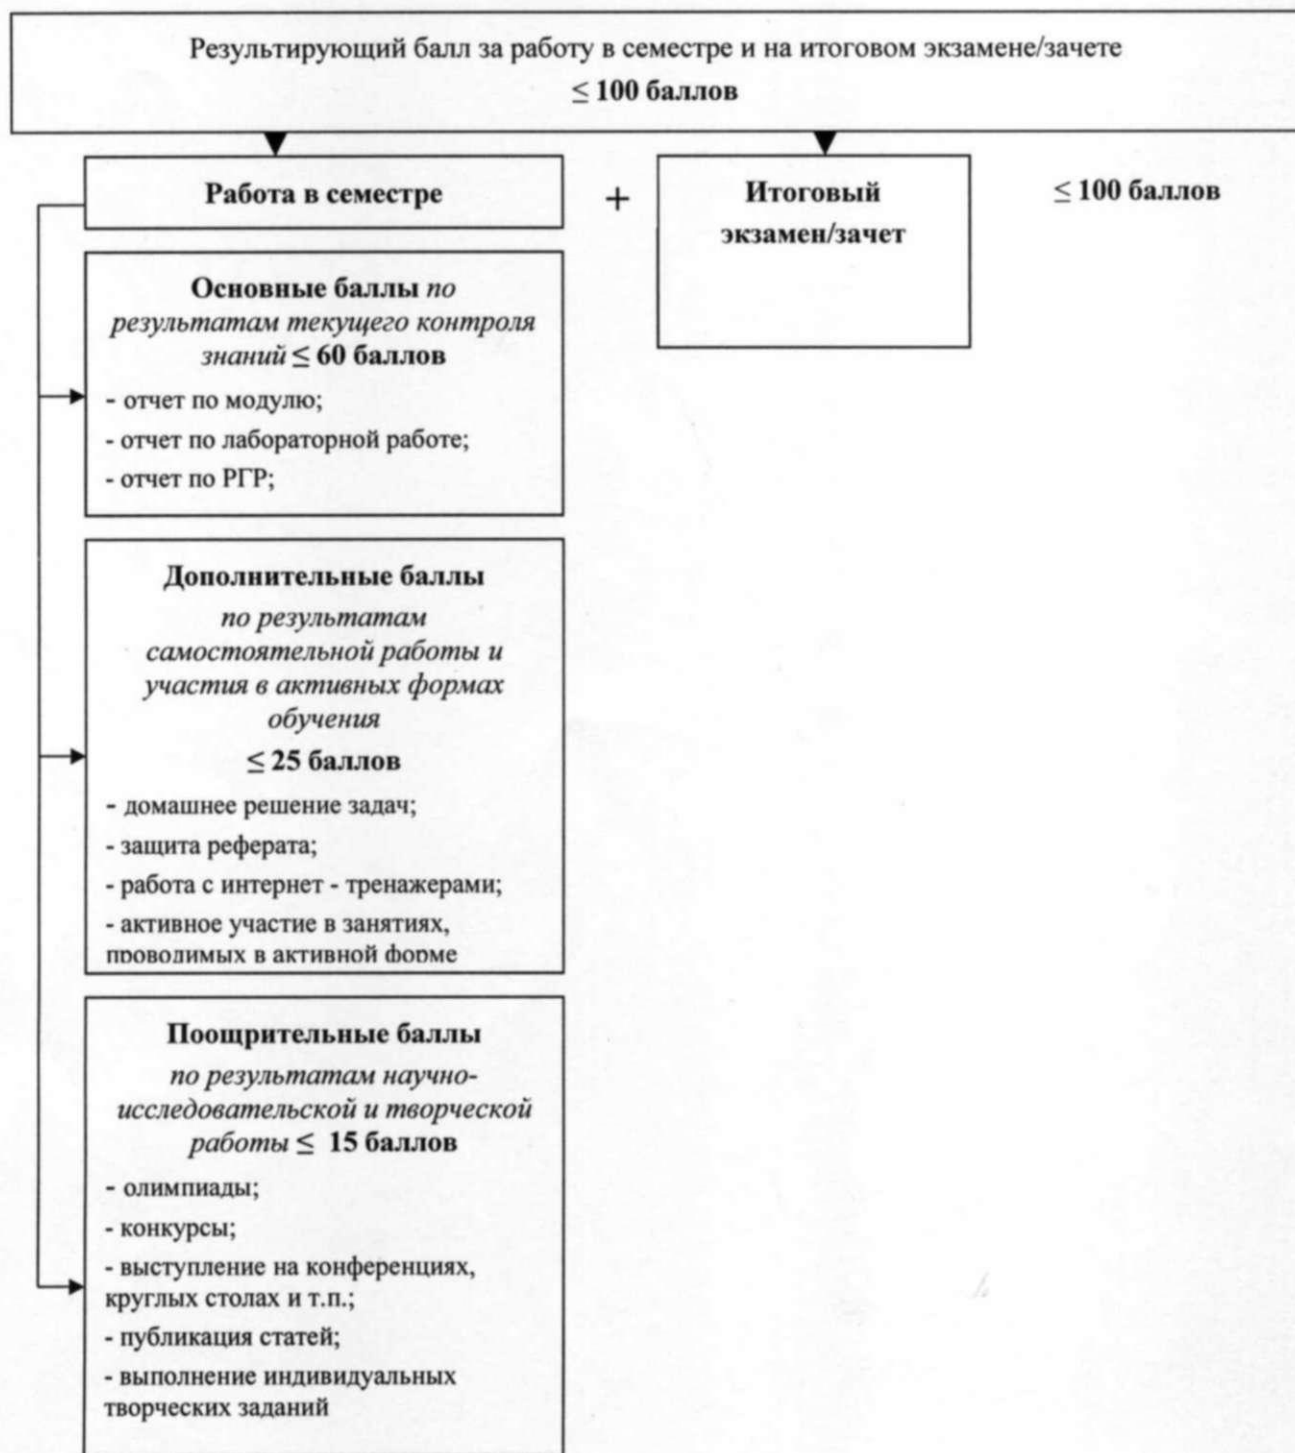 Результирующий балл за работу в семестре и на итоговом экзамене/зачете
≤ 100 баллов
Работа в семестре
+
Итоговый
экзамен/зачет
≤ 100 баллов
Основные баллы по
результатам текущего контроля
знаний ≤ 60 баллов
- отчет по модулю;
- отчет по лабораторной работе;
- отчет по РГР;
Дополнительные баллы
по результатам
самостоятельной работы и
участия в активных формах
обучения
≤ 25 баллов
- домашнее решение задач;
- защита реферата;
- работа с интернет - тренажерами;
- активное участие в занятиях,
проводимых в активной форме
Поощрительные баллы
по результатам научно-
исследовательской и творческой
работы ≤ 15 баллов
- олимпиады;
- конкурсы;
- выступление на конференциях,
круглых столах и т.п.;
- публикация статей;
- выполнение индивидуальных
творческих заданий